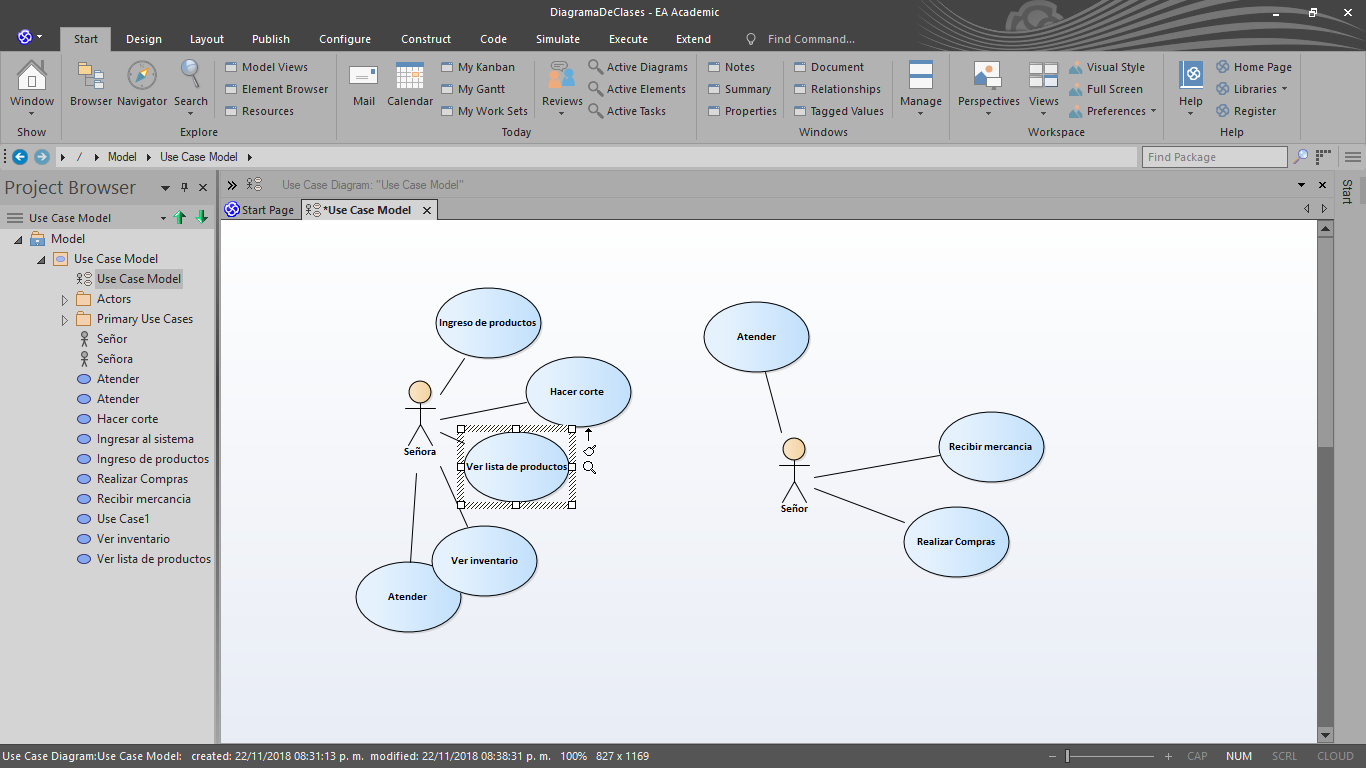 DiagramaDeClases - EA Academic
Start Design Layout Publish Configure Construct Code Simulate Execute Extend Find Command...
Model Views My Kanban Active Diagrams Notes Document Visual Style Home Page
Element Browser My Gantt Active Elements Summary Relationships Full Screen Libraries
Window Browser Navigator Search Mail Calendar Reviews Manage Perspectives Views Help
Resources My Work Sets Active Tasks Properties Tagged Values Preferences Register
Show Explore Today Windows Workspace Help
/ Model Use Case Model Find Package
Project Browser
Use Case Diagram: "Use Case Model"
Start
Start Page *Use Case Model
Use Case Model
Model
Use Case Model
Use Case Model
Actors
Primary Use Cases
Señor
Señora
Atender
Atender
Hacer corte
Ingresar al sistema
Ingreso de productos
Realizar Compras
Recibir mercancia
Use Case1
Ver inventario
Ver lista de productos
Ingreso de productos
Hacer corte
Señora
Ver lista de productos
Ver inventario
Atender
Atender
Recibir mercancia
Señor
Realizar Compras
Use Case Diagram:Use Case Model: created: 22/11/2018 08:31:13 p. m. modified: 22/11/2018 08:38:31 p. m. 100% 827 x 1169 CAP NUM SCRL CLOUD